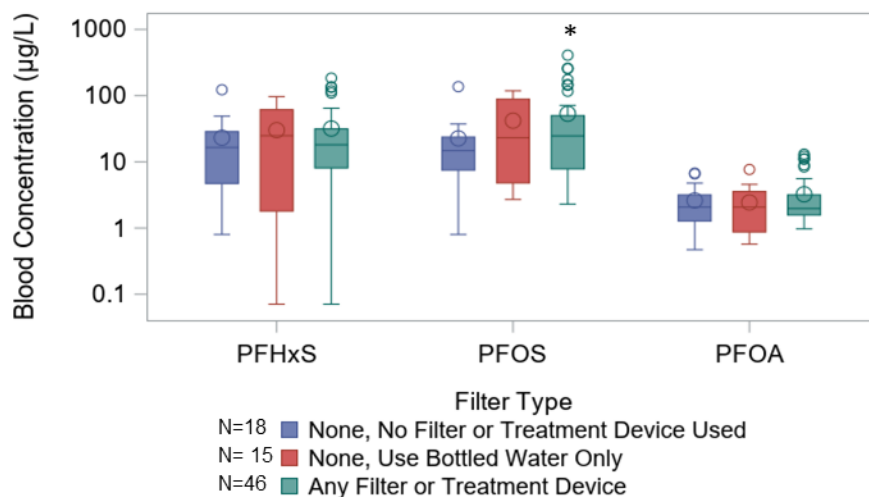 Blood Concentration (µg/L)
1000
100
10
1
0.1
*
PFHxS PFOS PFOA
Filter Type
N=18 None, No Filter or Treatment Device Used
N= 15 None, Use Bottled Water Only
N=46 Any Filter or Treatment Device